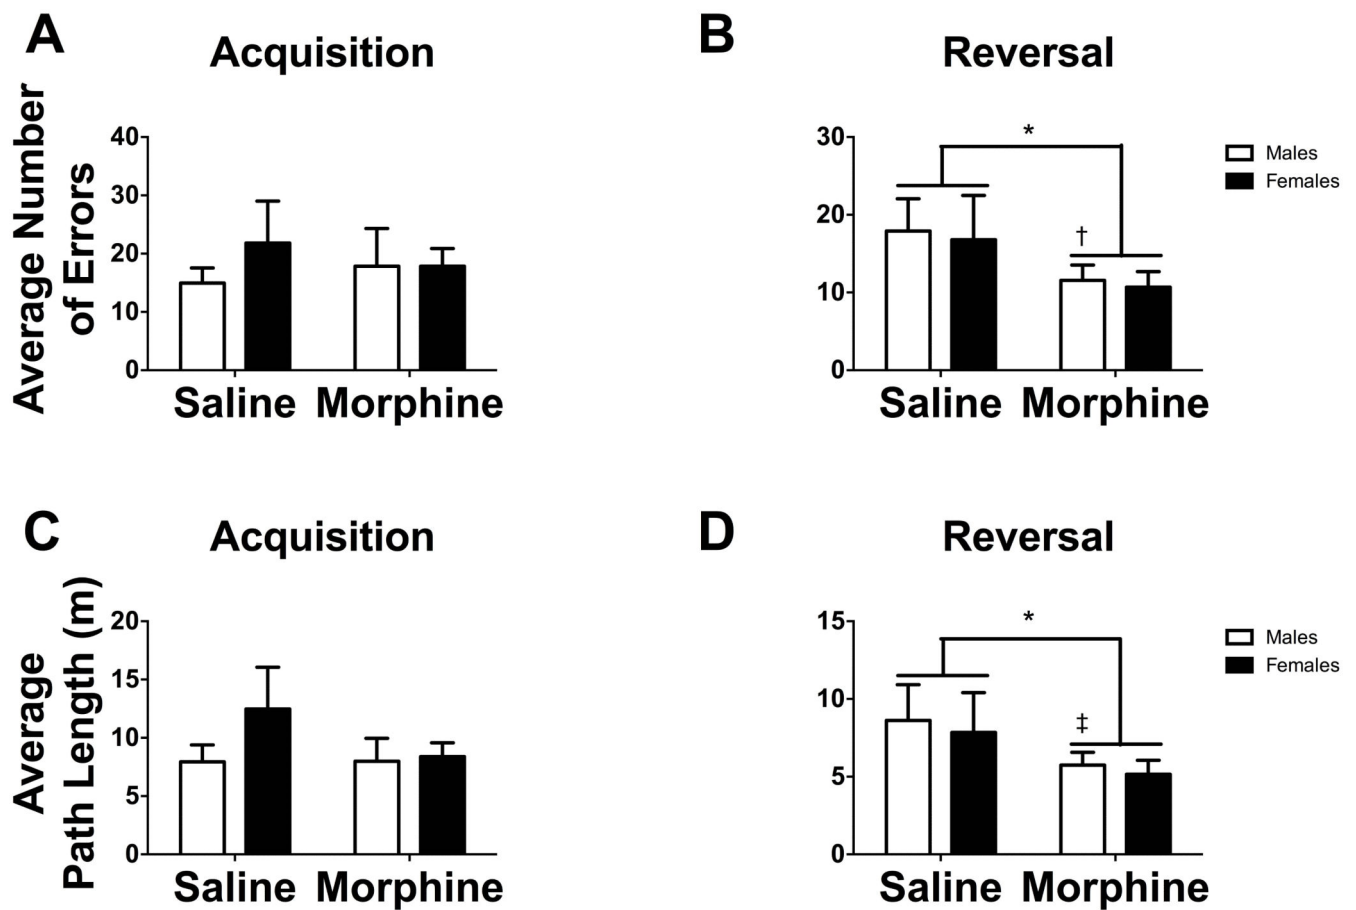 A
Acquisition
Average Number
of Errors
40
30
20
10
0
Saline Morphine
B
Reversal
30
20
10
0
*
†
Saline Morphine
Males
Females
C
Acquisition
Average
Path Length (m)
20
15
10
5
0
Saline Morphine
D
Reversal
15
10
5
0
*
‡
Saline Morphine
Males
Females